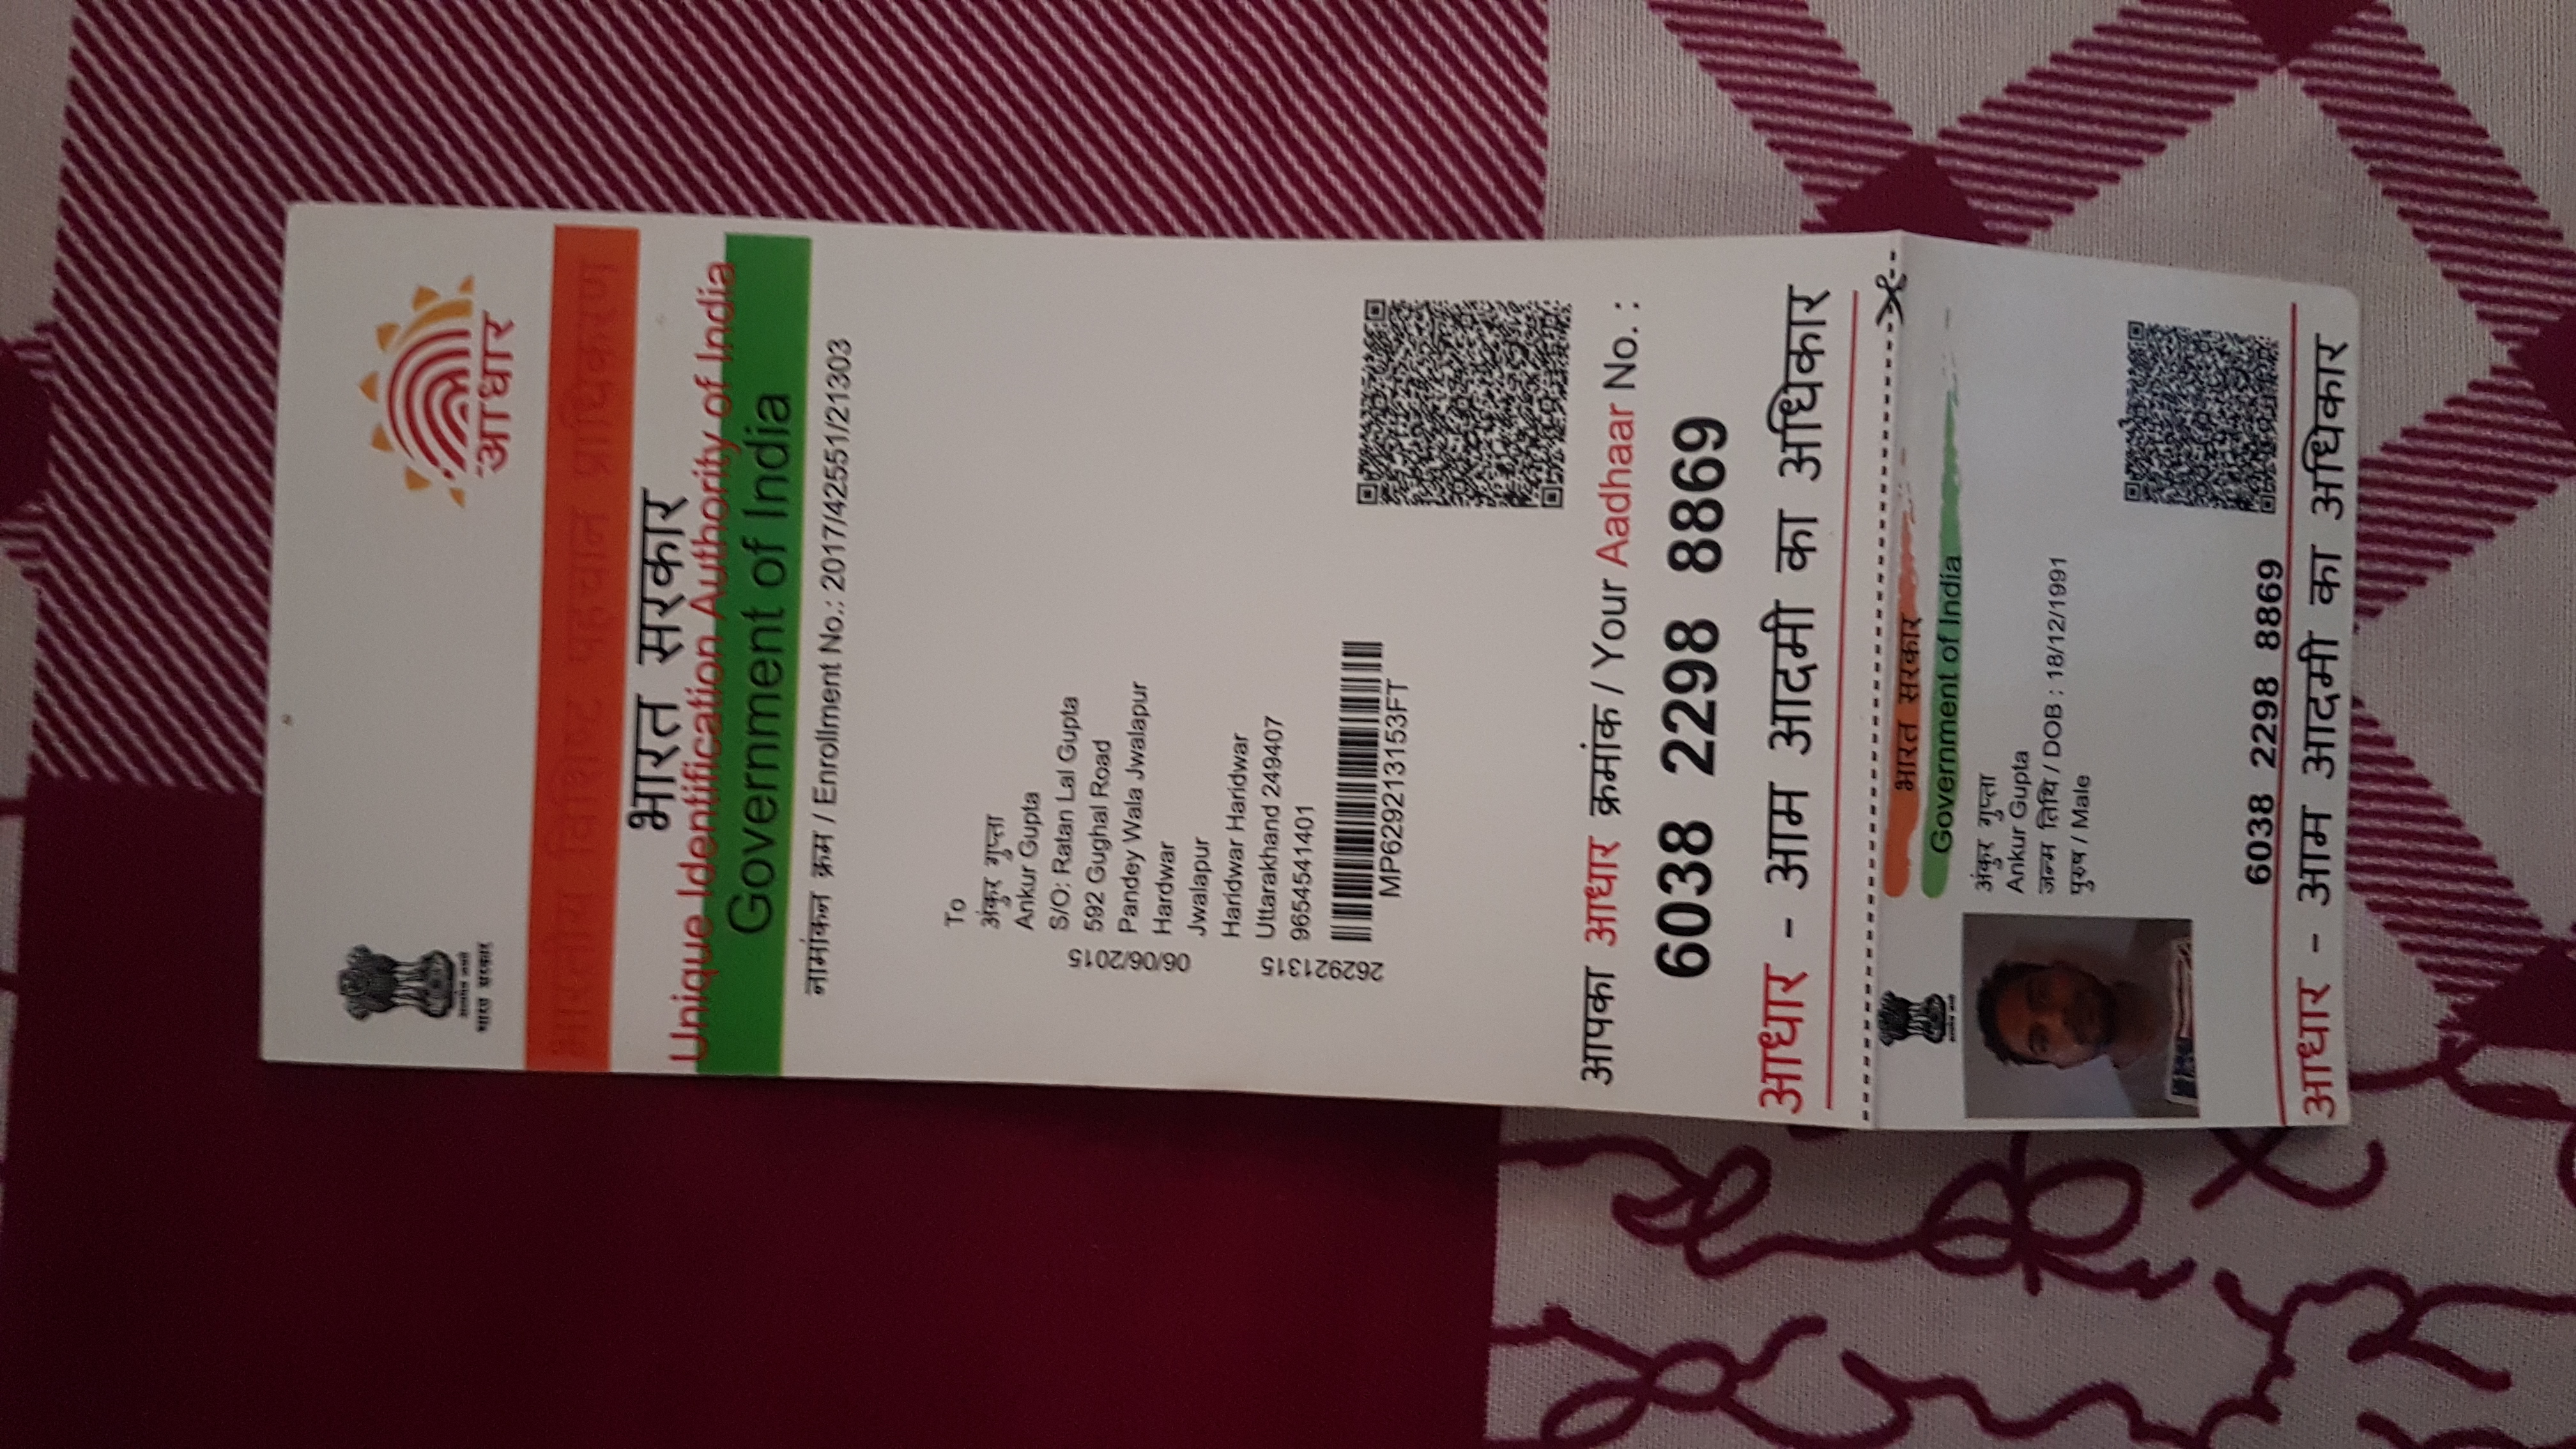 सत्यमेव जयते
भारत सरकार
आधार
भारतीय विशिष्ट पहचान प्राधिकरण
भारत सरकार
Unique Identification Authority of India
Government of India
नामांकन क्रम / Enrollment No.: 2017/42551/21303
To
अंकुर गुप्ता
Ankur Gupta
S/O: Ratan Lal Gupta
592 Gughal Road
Pandey Wala Jwalapur
Hardwar
Jwalapur
Haridwar Haridwar
Uttarakhand 249407
9654541401
06/06/2015
262921315
MP629213153FT
आपका आधार क्रमांक / Your Aadhaar No. :
6038 2298 8869
आधार - आम आदमी का अधिकार
भारत सरकार
Government of India
अंकुर गुप्ता
Ankur Gupta
जन्म तिथि / DOB : 18/12/1991
पुरुष / Male
6038 2298 8869
आधार - आम आदमी का अधिकार